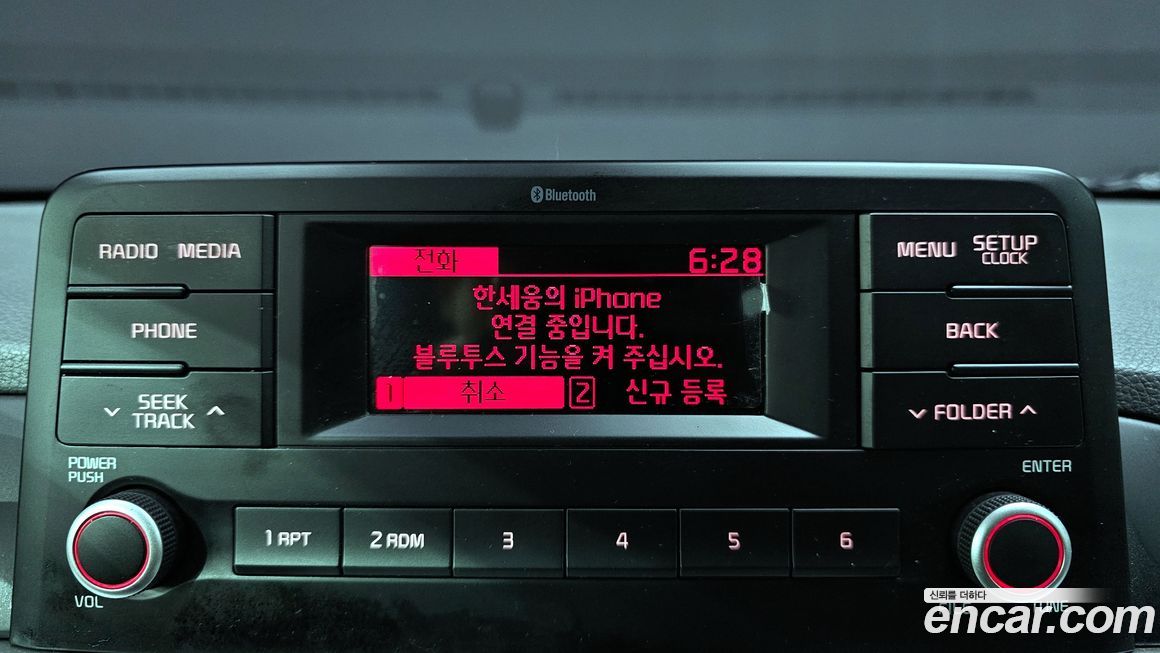 Bluetooth
RADIO MEDIA
전화 6:28
MENU SETUP
CLOCK
한세웅의 iPhone
연결 중입니다.
블루투스 기능을 켜 주십시오.
1 취소 2 신규 등록
PHONE
BACK
SEEK
TRACK
FOLDER
POWER
PUSH
ENTER
1 RPT 2 RDM 3 4 5 6
VOL
TUNE
신뢰를 더하다
encar.com